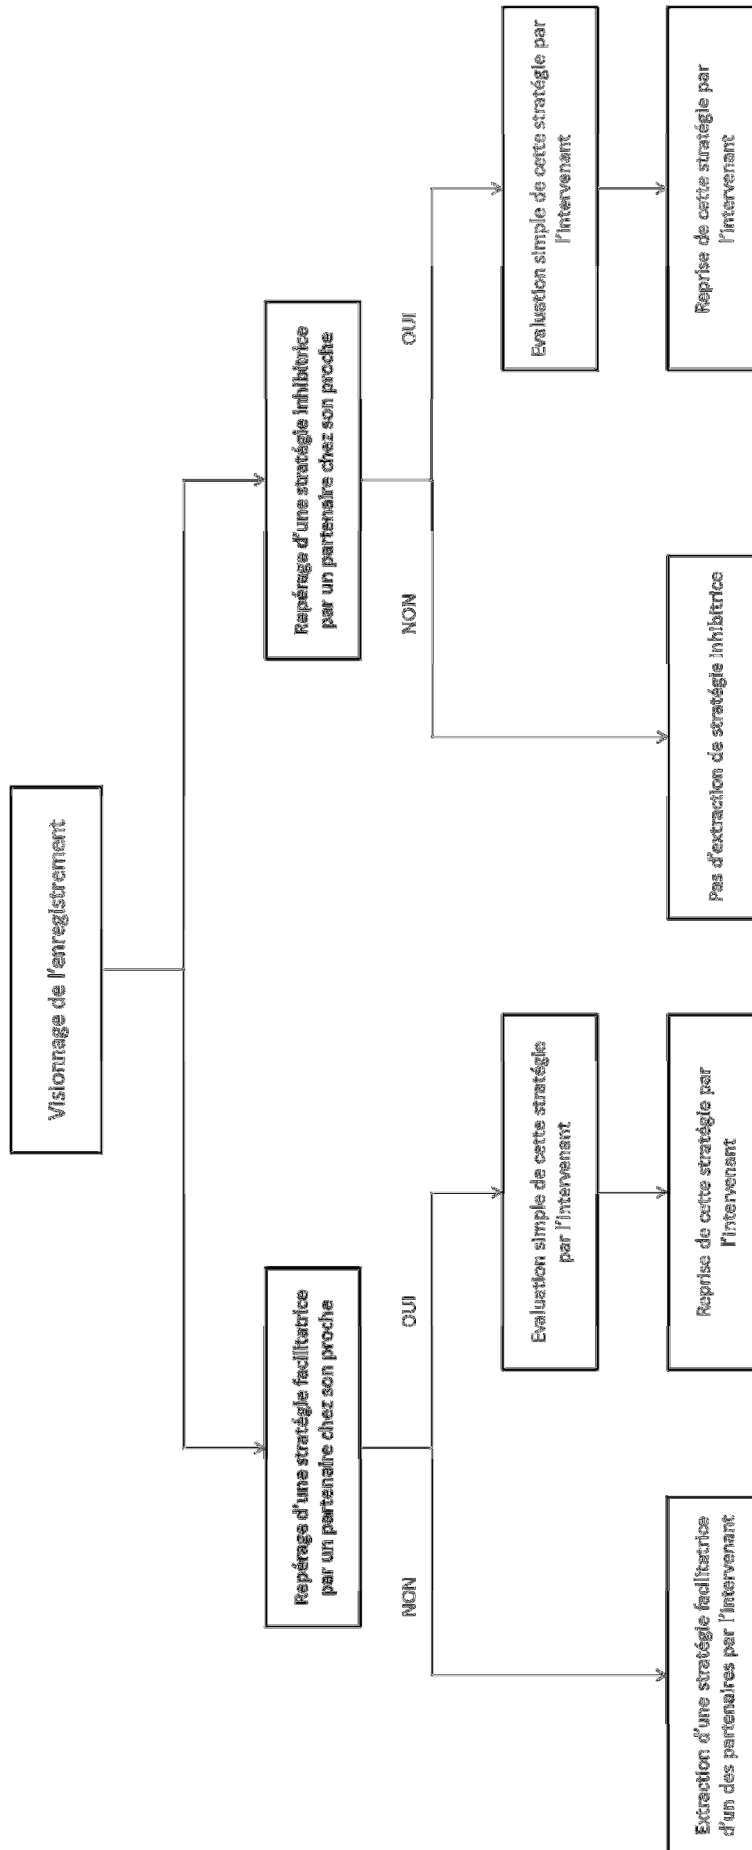 Visionnage de l'enregistrement
Repérage d'une stratégie facilitatrice
par un partenaire chez son proche
Repérage d'une stratégie inhibitrice
par un partenaire chez son proche
NON
OUI
NON
OUI
Evaluation simple de cette stratégie
par l'intervenant
Evaluation simple de cette stratégie par
l'intervenant
Extraction d'une stratégie facilitatrice
d'un des partenaires par l'intervenant
Reprise de cette stratégie par
l'intervenant
Pas d'extraction de stratégie inhibitrice
Reprise de cette stratégie par
l'intervenant